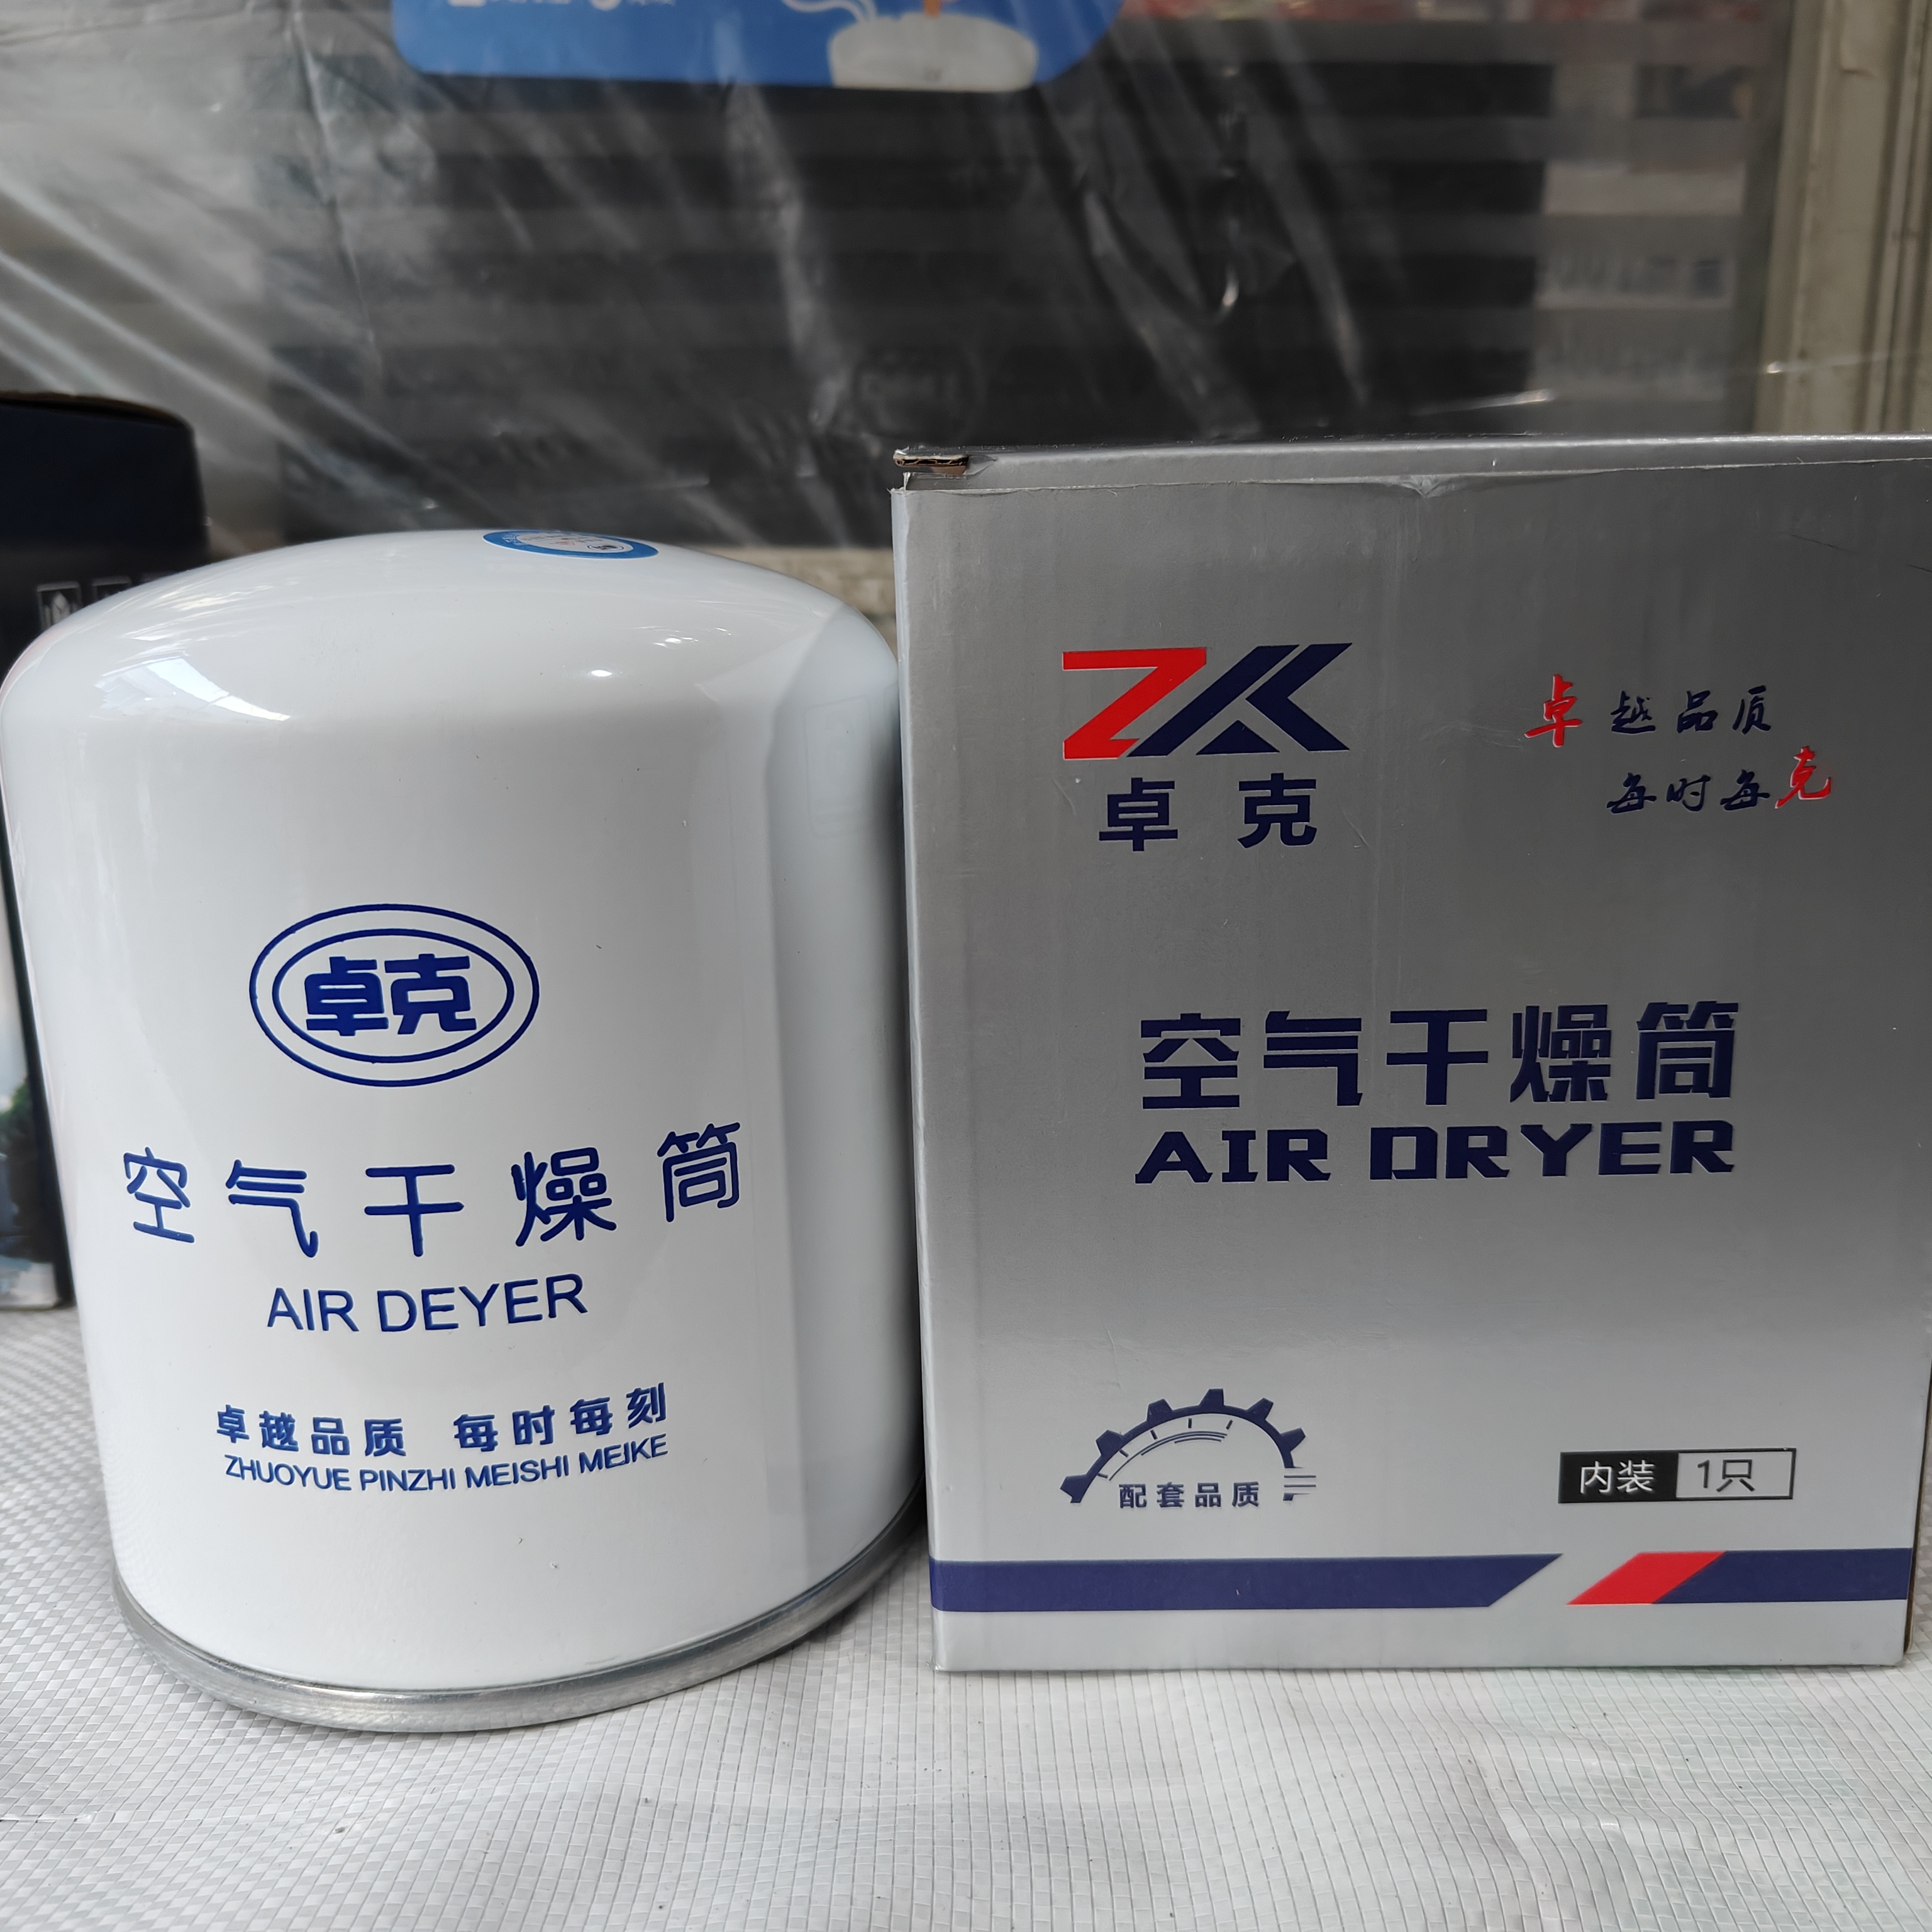 卓克
空气干燥筒
AIR DEYER
卓越品质 每时每刻
ZHUOYUE PINZHI MEISHI MEIKE
ZK
卓克
卓越品质
每时每克
空气干燥筒
AIR DRYER
配套品质
内装 1只